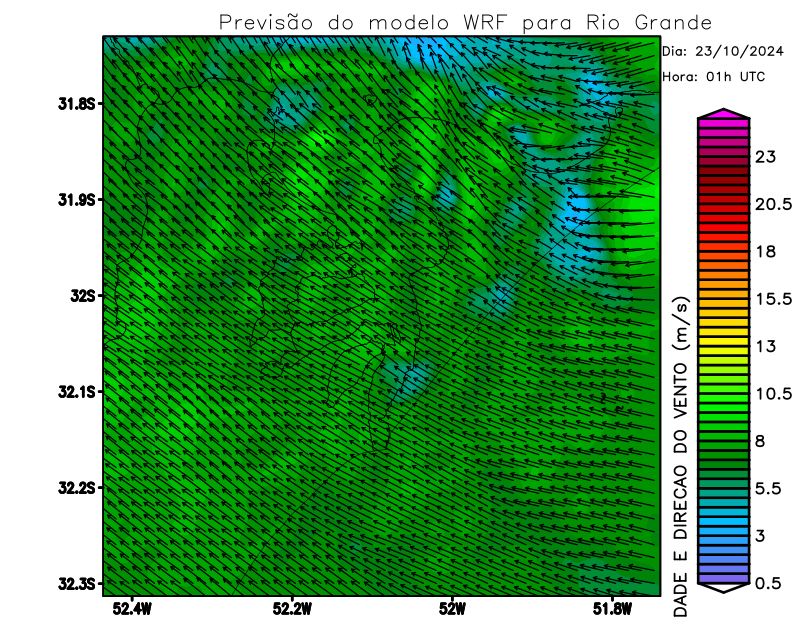 Previsão do modelo WRF para Rio Grande
Dia: 23/10/2024
Hora: 01h UTC
31.8S
31.9S
32S
32.1S
32.2S
32.3S
52.4W
52.2W
52W
51.8W
23
20.5
18
15.5
13
10.5
8
5.5
3
0.5
DADE E DIRECAO DO VENTO (m/s)